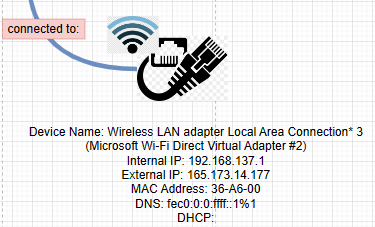 connected to:
Device Name: Wireless LAN adapter Local Area Connection* 3
(Microsoft Wi-Fi Direct Virtual Adapter #2)
Internal IP: 192.168.137.1
External IP: 165.173.14.177
MAC Address: 36-A6-00
DNS: fec0:0:0:ffff::1%1
DHCP: